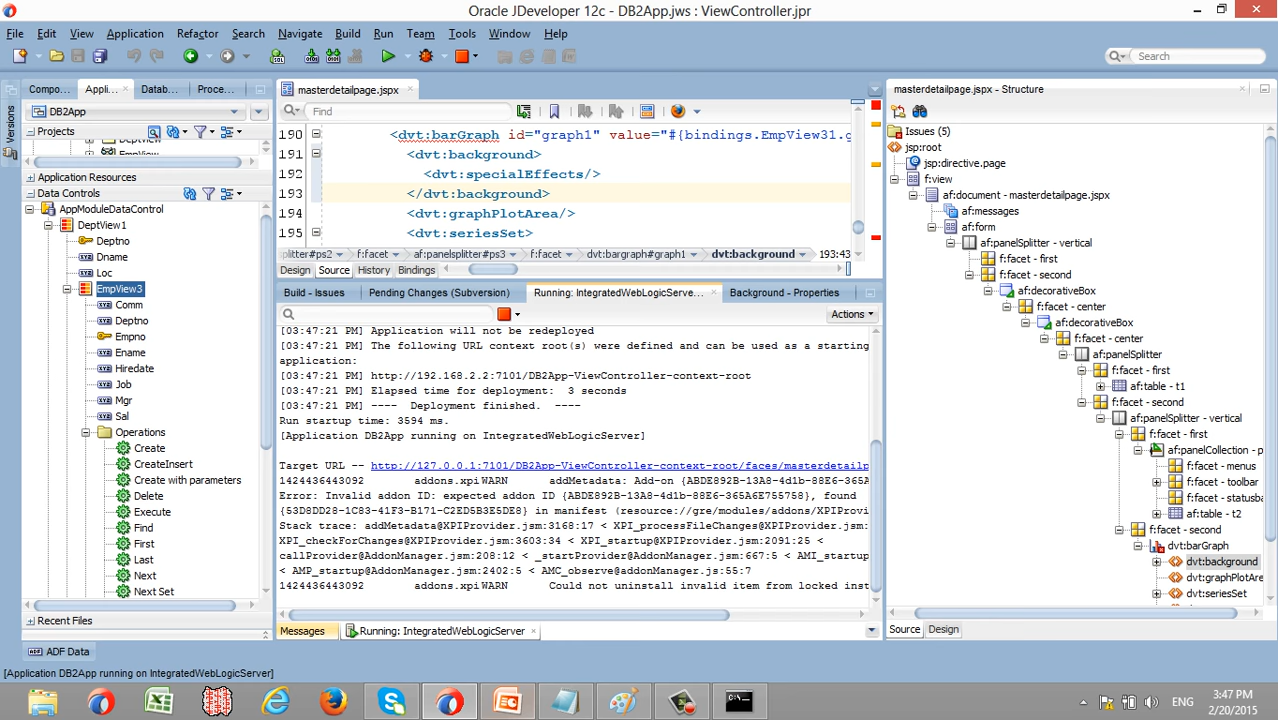 Oracle JDeveloper 12c - DB2App.jws : ViewController.jpr
File Edit View Application Refactor Search Navigate Build Run Team Tools Window Help
Search
Compo... Appli... Datab... Proce...
DB2App
Projects
Application Resources
Data Controls
AppModuleDataControl
DeptView1
Deptno
Dname
Loc
EmpView3
Comm
Deptno
Empno
Ename
Hiredate
Job
Mgr
Sal
Operations
Create
CreateInsert
Create with parameters
Delete
Execute
Find
First
Last
Next
Next Set
Recent Files
ADF Data
Versions
masterdetailpage.jspx
Find
190 <dvt:barGraph id="graph1" value="#{bindings.EmpView31.g
191 <dvt:background>
192 <dvt:specialEffects/>
193 </dvt:background>
194 <dvt:graphPlotArea/>
195 <dvt:seriesSet>
plitter#ps2 f:facet af:panelsplitter#ps3 f:facet dvt:bargraph#graph1 dvt:background 193:43
Design Source History Bindings
Build - Issues Pending Changes (Subversion) Running: IntegratedWebLogicServe... Background - Properties
Actions
[03:47:21 PM] Application will not be redeployed
[03:47:21 PM] The following URL context root(s) were defined and can be used as a starting
application:
[03:47:21 PM] http://192.168.2.2:7101/DB2App-ViewController-context-root
[03:47:21 PM] Elapsed time for deployment:  3 seconds
[03:47:21 PM] ----  Deployment finished.  ----
Run startup time: 3594 ms.
[Application DB2App running on IntegratedWebLogicServer]
Target URL -- http://127.0.0.1:7101/DB2App-ViewController-context-root/faces/masterdetailp
1424436443092 addons.xpi WARN addMetadata: Add-on {ABDE892B-13A8-4d1b-88E6-365A
Error: Invalid addon ID: expected addon ID {ABDE892B-13A8-4d1b-88E6-365A6E755758}, found
{53D8DD28-1C83-41F3-B171-C2ED5B3E5DE8} in manifest (resource://gre/modules/addons/XPIProv
Stack trace: addMetadata@XPIProvider.jsm:3168:17 < XPI_processFileChanges@XPIProvider.jsm
XPI_checkForChanges@XPIProvider.jsm:3603:34 < XPI_startup@XPIProvider.jsm:2091:25 <
callProvider@AddonManager.jsm:208:12 < _startProvider@AddonManager.jsm:667:5 < AMI_startup
< AMP_startup@AddonManager.jsm:2402:5 < AMC_observe@addonManager.jsm:55:7
1424436443092 addons.xpi WARN Could not uninstall invalid item from locked inst
Messages Running: IntegratedWebLogicServer
masterdetailpage.jspx - Structure
Issues (5)
jsp:root
jsp:directive.page
f:view
af:document - masterdetailpage.jspx
af:messages
af:form
af:panelSplitter - vertical
f:facet - first
f:facet - second
af:decorativeBox
f:facet - center
af:decorativeBox
f:facet - center
af:panelSplitter
f:facet - first
af:table - t1
f:facet - second
af:panelSplitter - vertical
f:facet - first
af:panelCollection - p
f:facet - menus
f:facet - toolbar
f:facet - statusba
af:table - t2
f:facet - second
dvt:barGraph
dvt:background
dvt:graphPlotAre
dvt:seriesSet
Source Design
[Application DB2App running on IntegratedWebLogicServer]
ENG
3:47 PM
2/20/2015